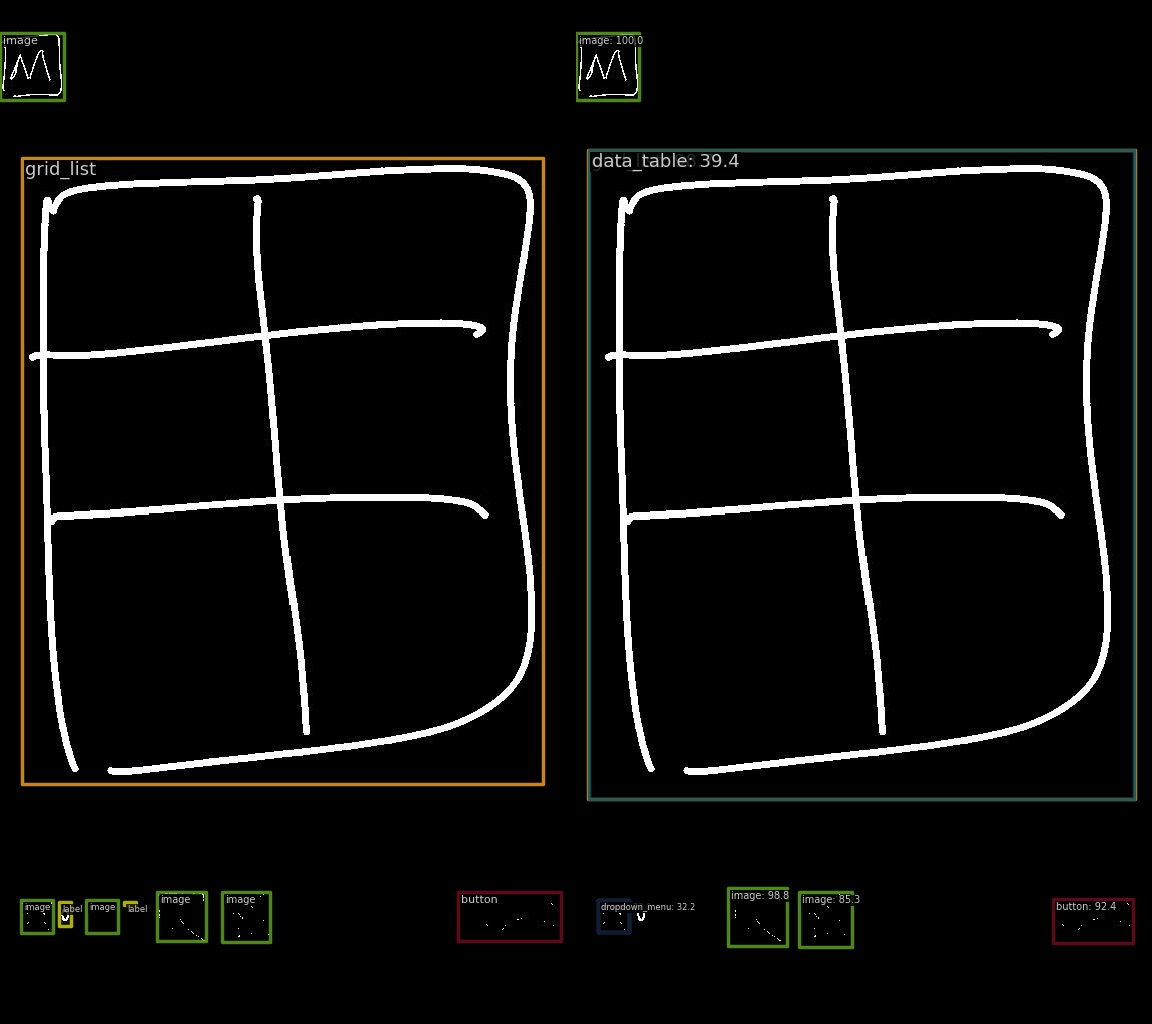 image image: 100.0
grid_list data_table: 39.4
image label image label image image button dropdown_menu: 32.2 image: 98.8 image: 85.3 button: 92.4